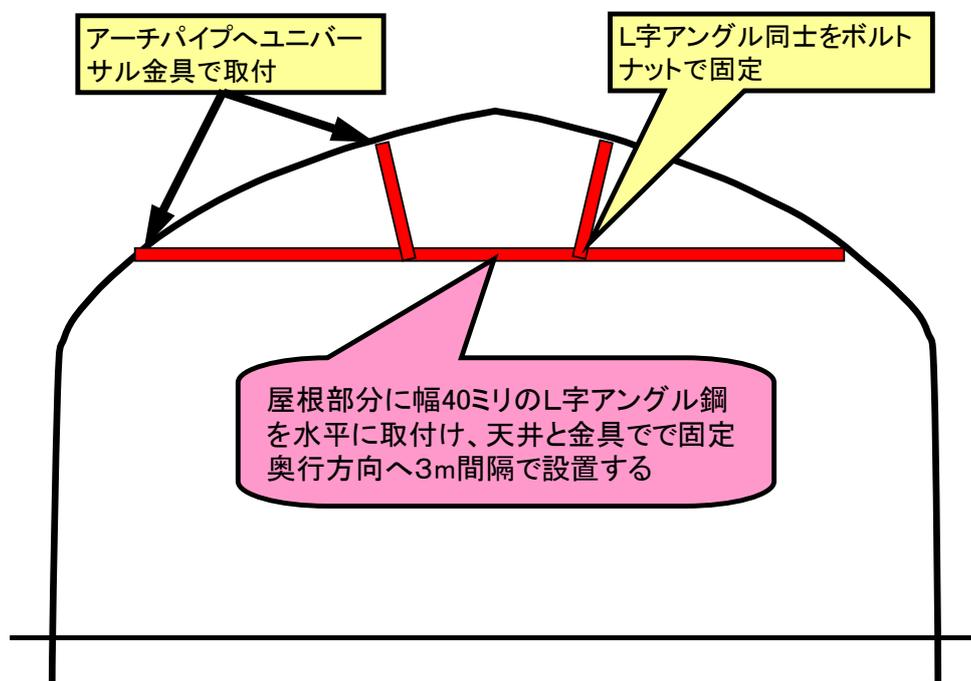 アーチパイプへユニバー
サル金具で取付
L字アングル同士をボルト
ナットで固定
屋根部分に幅40ミリのL字アングル鋼
を水平に取付け、天井と金具でで固定
奥行方向へ3m間隔で設置する